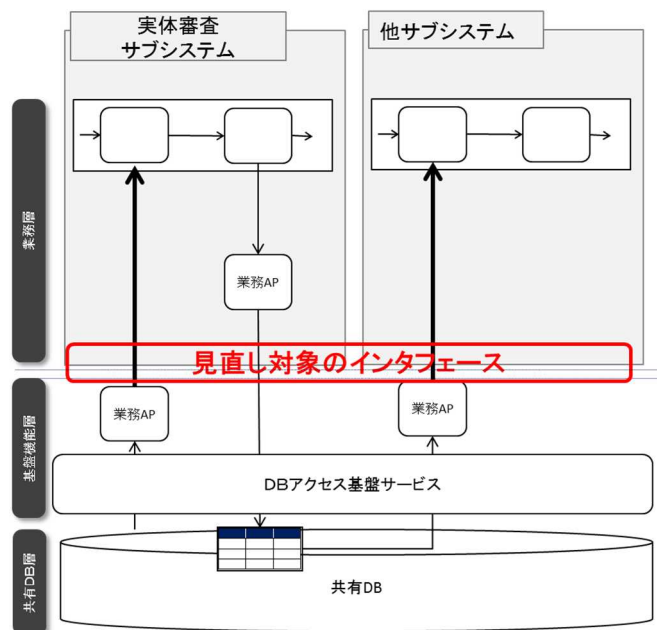 実体審査
サブシステム
他サブシステム
業務層
業務AP
見直し対象のインタフェース
基盤機能層
業務AP
業務AP
DBアクセス基盤サービス
共有DB層
共有DB